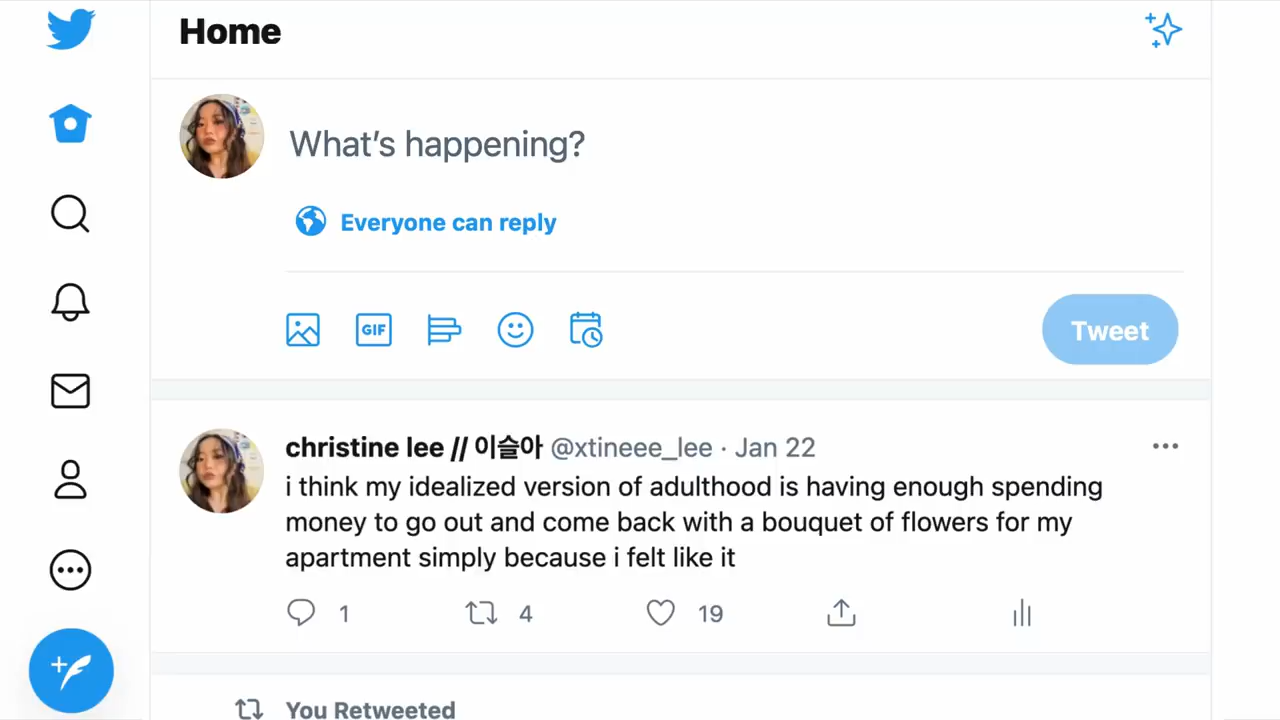 Home
What's happening?
Everyone can reply
GIF
Tweet
christine lee // 이슬아 @xtineee_lee · Jan 22
i think my idealized version of adulthood is having enough spending
money to go out and come back with a bouquet of flowers for my
apartment simply because i felt like it
1 4 19
You Retweeted